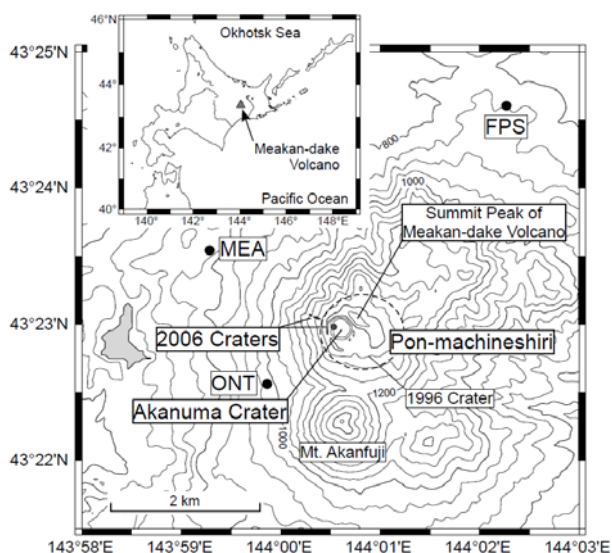 46°N
44°
42°
40°
140°
142°
144°
146°
148°E
Okhotsk Sea
Meakan-dake
Volcano
Pacific Ocean
43°25'N
43°24'N
43°23'N
43°22'N
FPS
800
1000
Summit Peak of
Meakan-dake Volcano
MEA
2006 Craters
Pon-machineshiri
ONT
1200
1996 Crater
Akanuma Crater
1000
Mt. Akanfuji
2 km
143°58'E
143°59'E
144°00'E
144°01'E
144°02'E